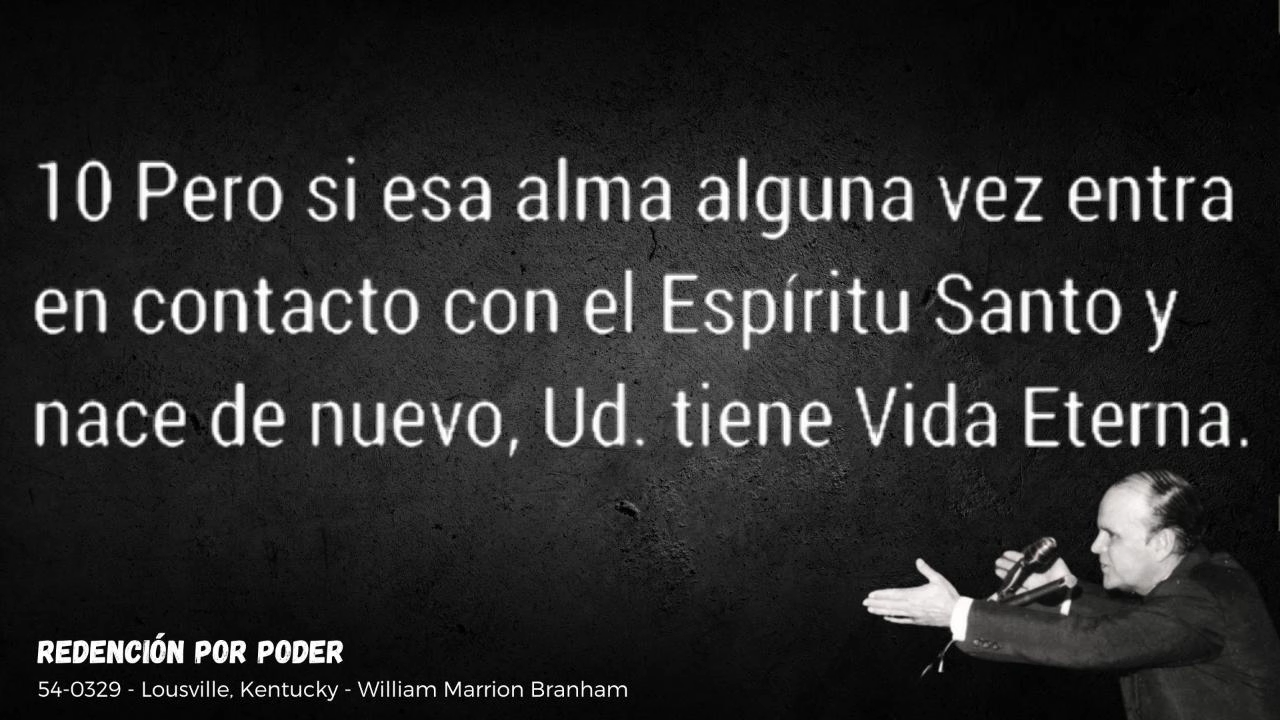 10 Pero si esa alma alguna vez entra
en contacto con el Espíritu Santo y
nace de nuevo, Ud. tiene Vida Eterna.
REDENCIÓN POR PODER
54-0329 - Lousville, Kentucky - William Marrion Branham